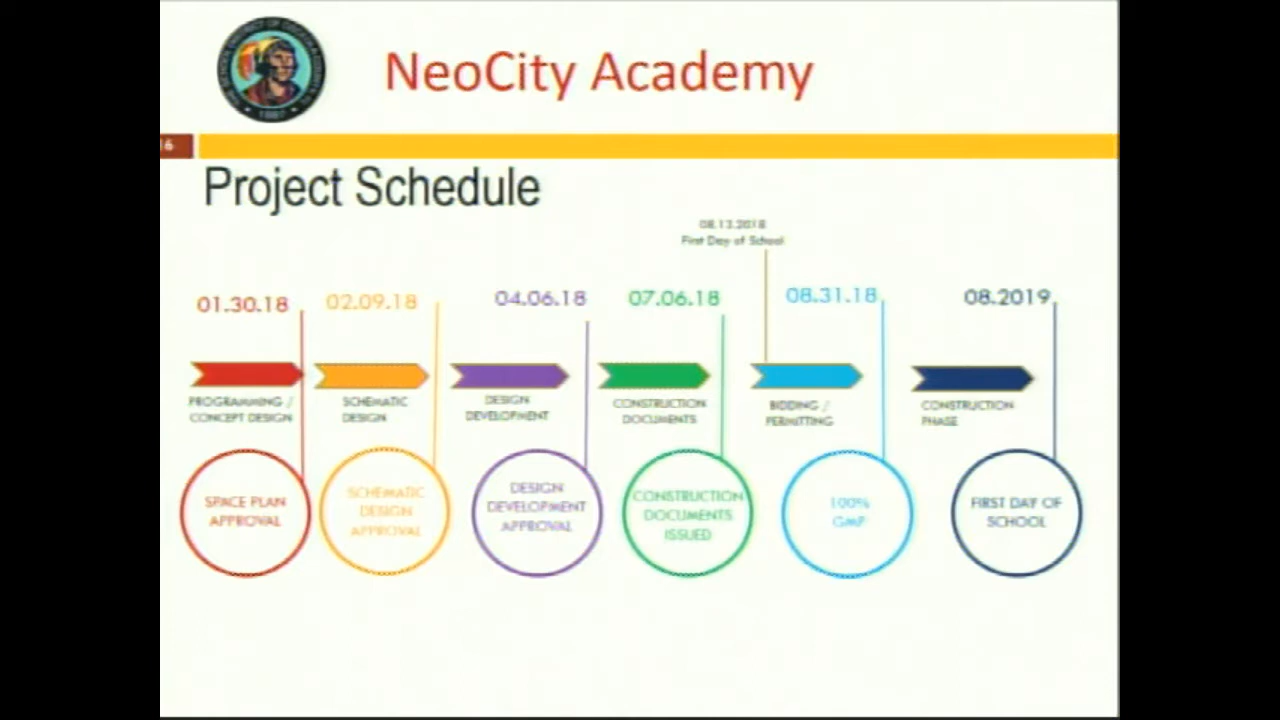 NeoCity Academy
Project Schedule
08.13.2018
First Day of School
01.30.18
02.09.18
04.06.18
07.06.18
08.31.18
08.2019
PROGRAMMING /
CONCEPT DESIGN
SCHEMATIC
DESIGN
DESIGN
DEVELOPMENT
CONSTRUCTION
DOCUMENTS
BIDDING /
PERMITTING
CONSTRUCTION
PHASE
SPACE PLAN
APPROVAL
SCHEMATIC
DESIGN
APPROVAL
DESIGN
DEVELOPMENT
APPROVAL
CONSTRUCTION
DOCUMENTS
ISSUED
100%
GMP
FIRST DAY OF
SCHOOL